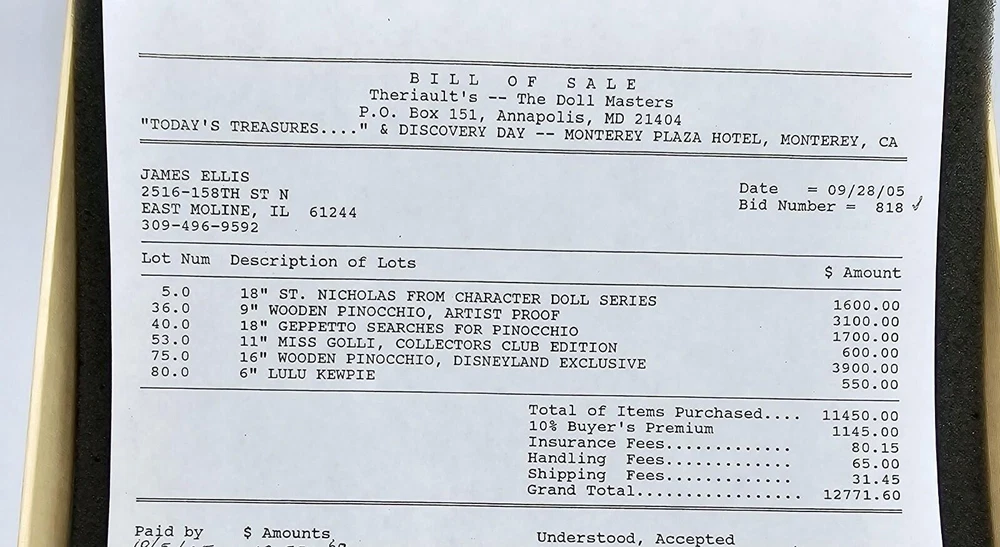 BILL OF SALE
Theriault's -- The Doll Masters
P.O. Box 151, Annapolis, MD 21404
"TODAY'S TREASURES...." & DISCOVERY DAY -- MONTEREY PLAZA HOTEL, MONTEREY, CA
JAMES ELLIS
2516-158TH ST N
EAST MOLINE, IL 61244
309-496-9592
Date = 09/28/05
Bid Number = 818
Lot Num Description of Lots $ Amount
5.0 18" ST. NICHOLAS FROM CHARACTER DOLL SERIES 1600.00
36.0 9" WOODEN PINOCCHIO, ARTIST PROOF 3100.00
40.0 18" GEPPETTO SEARCHES FOR PINOCCHIO 1700.00
53.0 11" MISS GOLLI, COLLECTORS CLUB EDITION 600.00
75.0 16" WOODEN PINOCCHIO, DISNEYLAND EXCLUSIVE 3900.00
80.0 6" LULU KEWPIE 550.00
Total of Items Purchased.... 11450.00
10% Buyer's Premium 1145.00
Insurance Fees............. 80.15
Handling Fees............. 65.00
Shipping Fees............. 31.45
Grand Total................. 12771.60
Paid by $ Amounts Understood, Accepted